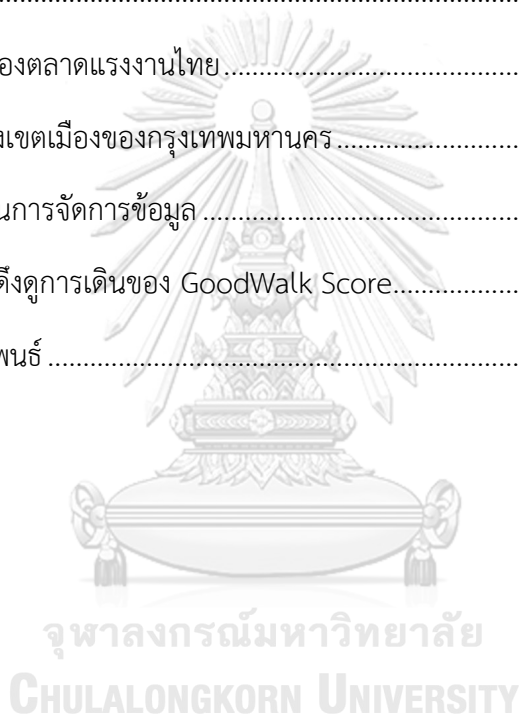 ................................................
องตลาดแรงงานไทย................................................
งเขตเมืองของกรุงเทพมหานคร................................
นการจัดการข้อมูล................................................
ดึงดูการเดินของ GoodWalk Score..................
พนธ์................................................................
จุฬาลงกรณ์มหาวิทยาลัย
CHULALONGKORN UNIVERSITY